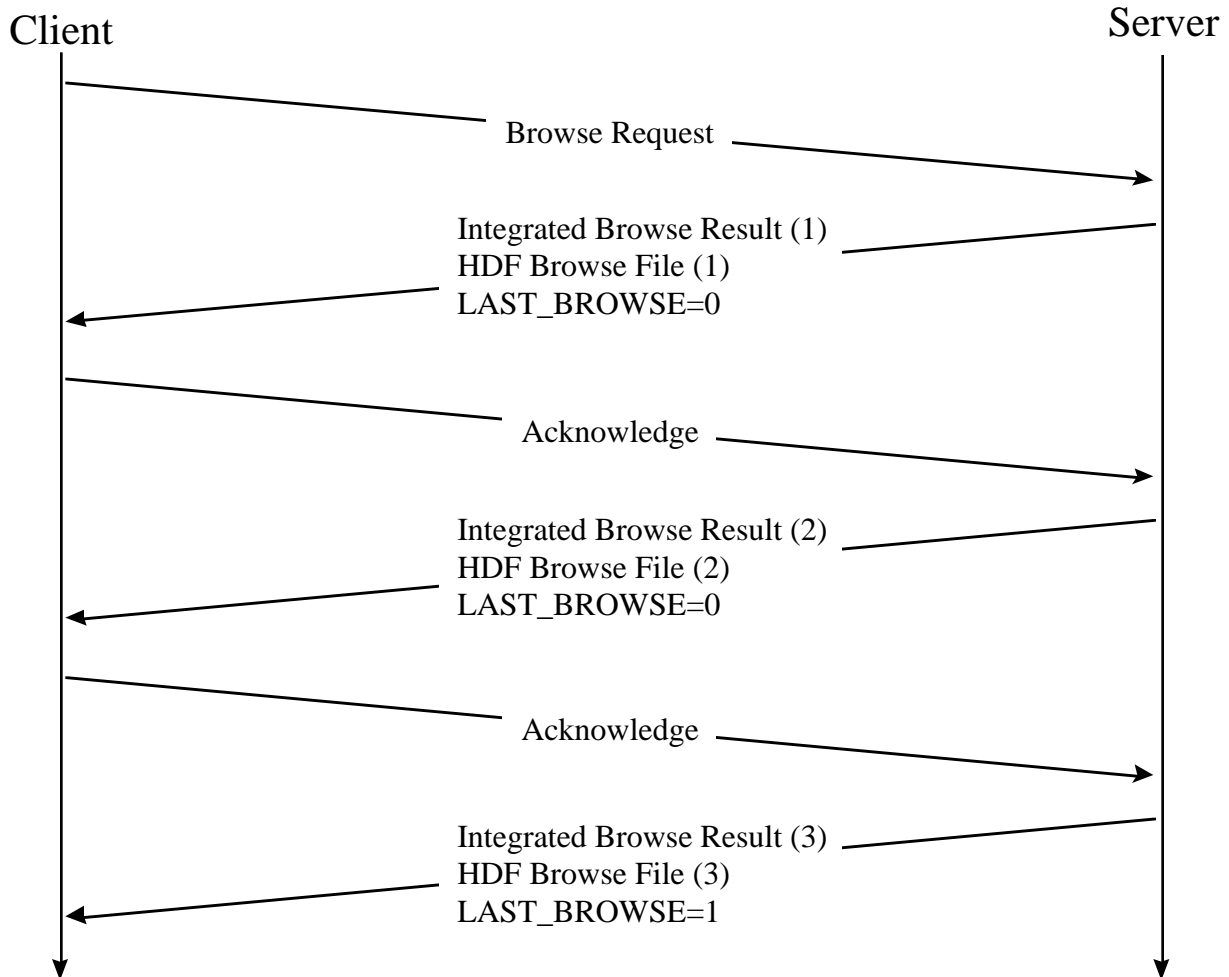 Client
Server
Browse Request
Integrated Browse Result (1)
HDF Browse File (1)
LAST_BROWSE=0
Acknowledge
Integrated Browse Result (2)
HDF Browse File (2)
LAST_BROWSE=0
Acknowledge
Integrated Browse Result (3)
HDF Browse File (3)
LAST_BROWSE=1